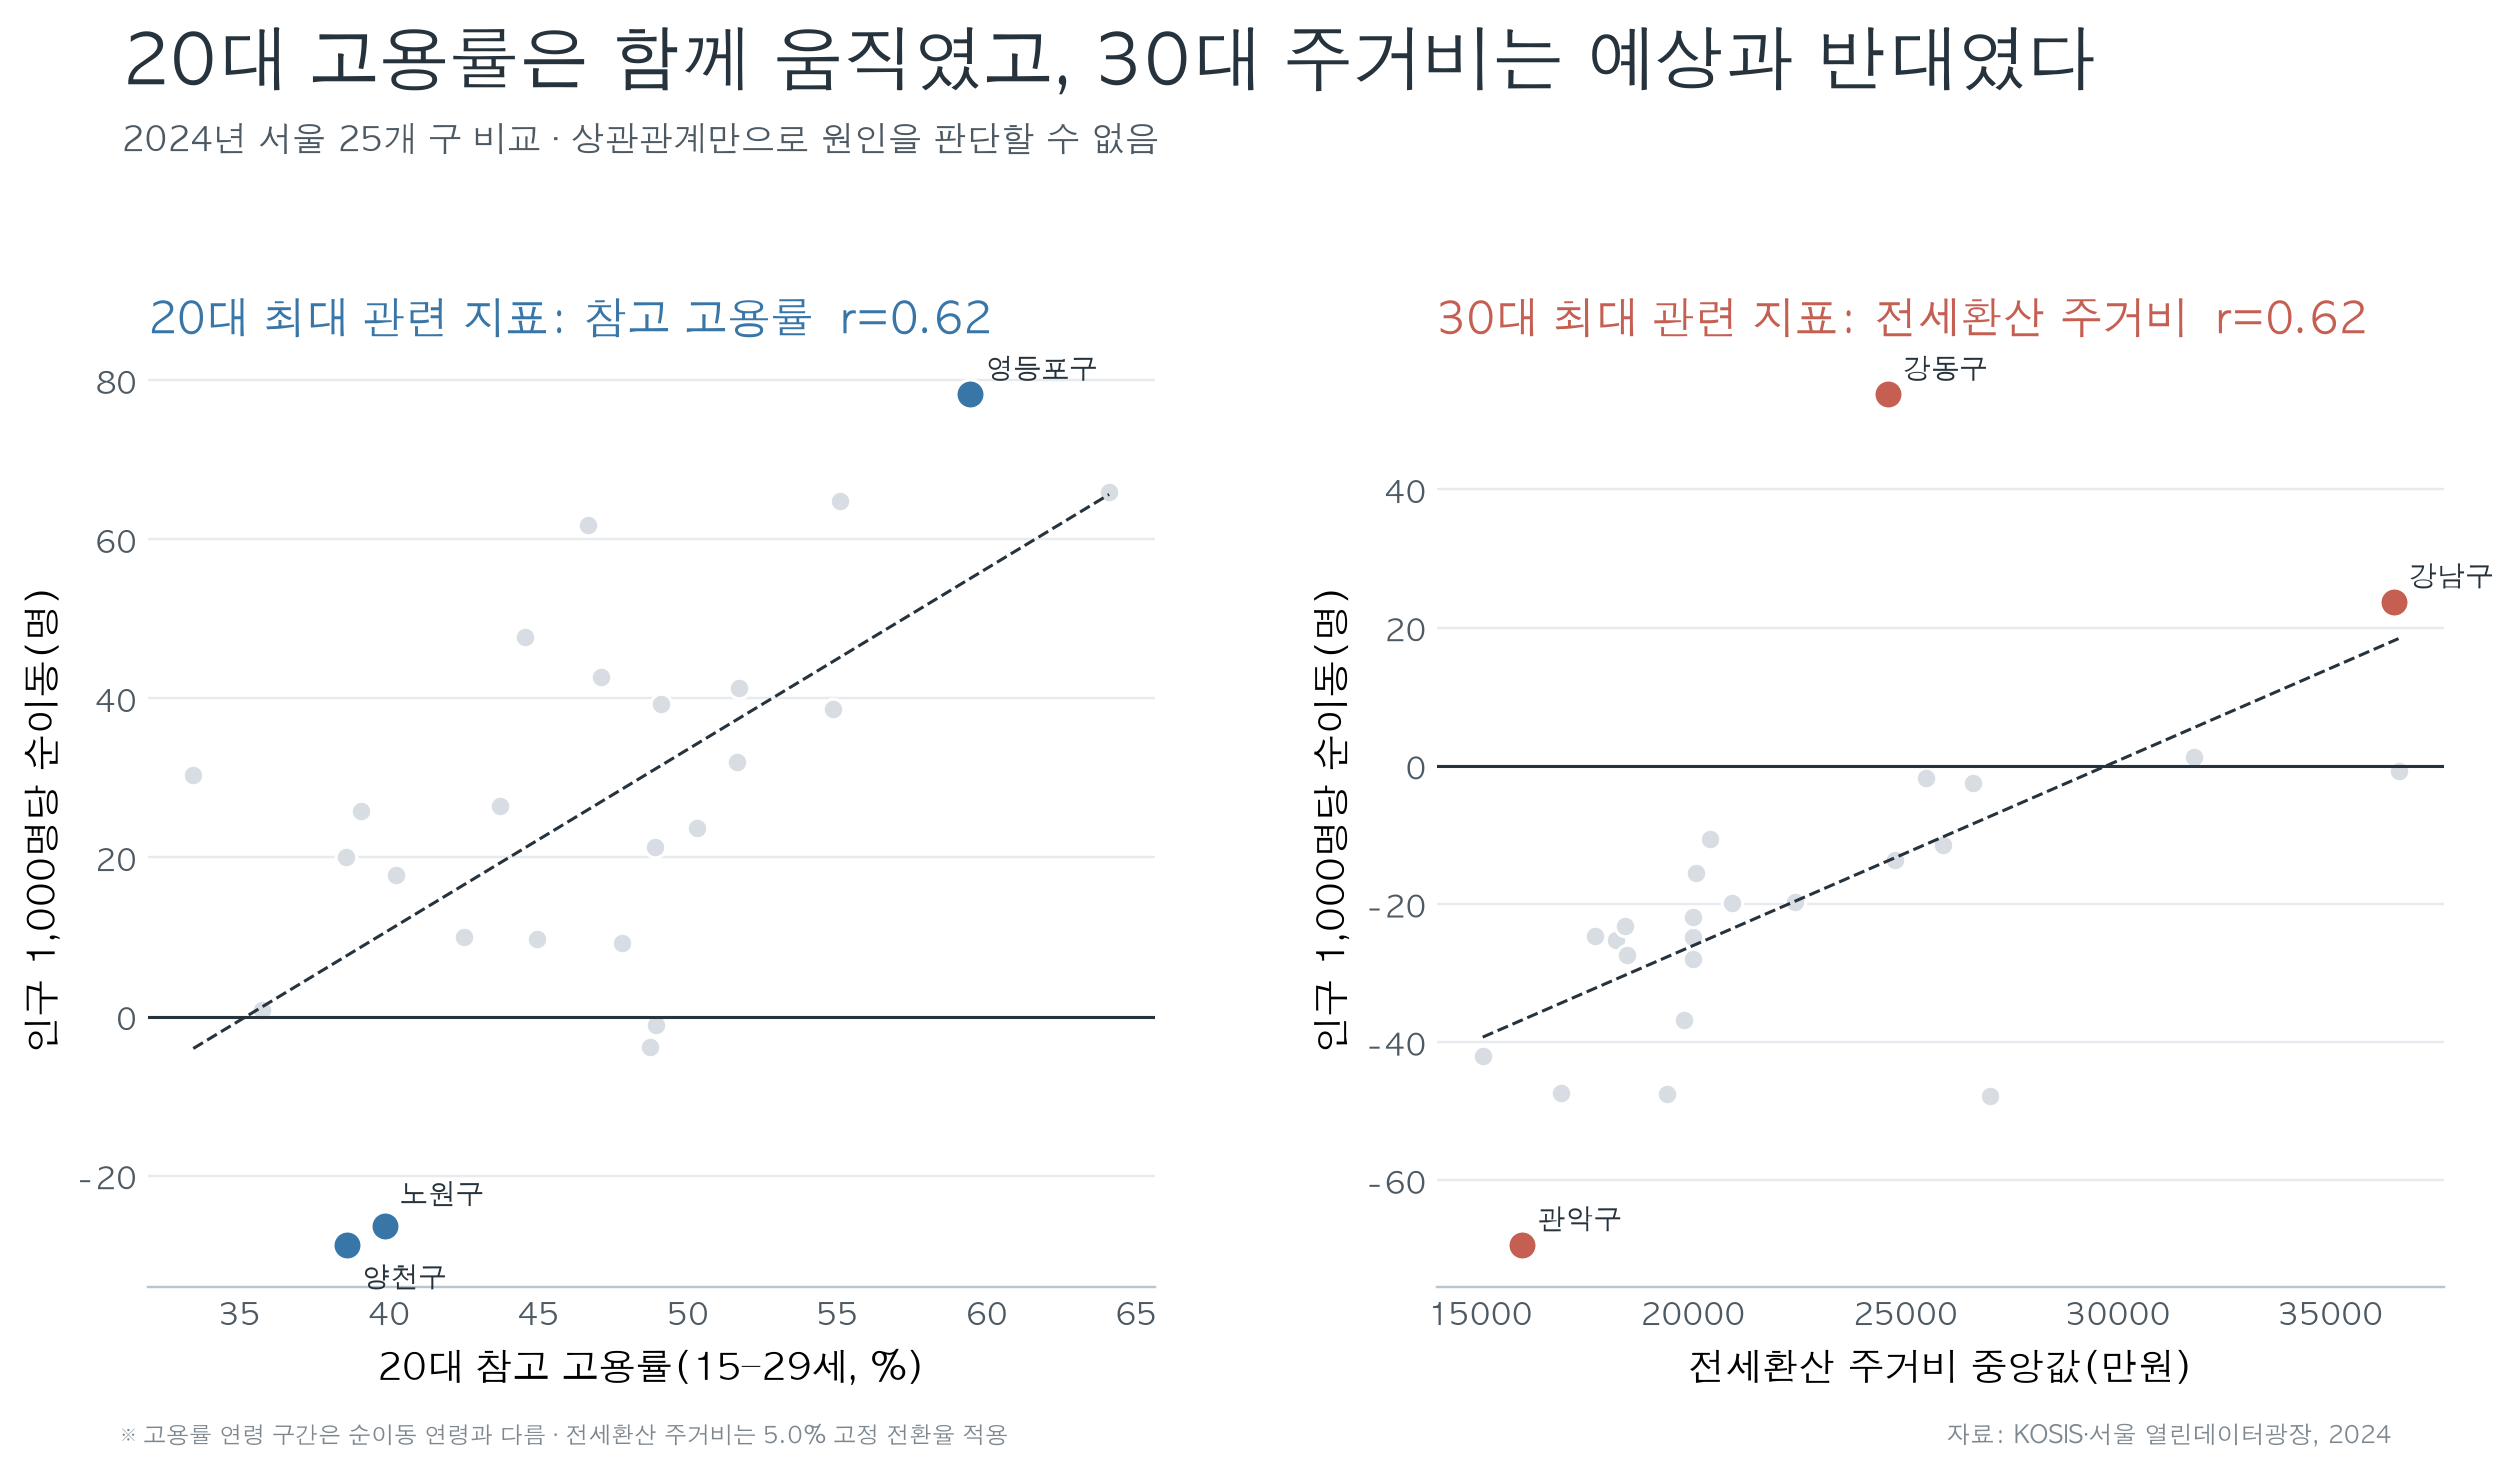 20대 고용률은 함께 움직였고, 30대 주거비는 예상과 반대였다
2024년 서울 25개 구 비교 · 상관관계만으로 원인을 판단할 수 없음
20대 최대 관련 지표: 참고 고용률 r=0.62
영등포구
80
60
40
20
0
-20
인구 1,000명당 순이동(명)
노원구
양천구
35 40 45 50 55 60 65
20대 참고 고용률(15–29세, %)
30대 최대 관련 지표: 전세환산 주거비 r=0.62
강동구
강남구
40
20
0
-20
-40
-60
인구 1,000명당 순이동(명)
관악구
15000 20000 25000 30000 35000
전세환산 주거비 중앙값(만원)
※ 고용률 연령 구간은 순이동 연령과 다름 · 전세환산 주거비는 5.0% 고정 전환율 적용
자료: KOSIS·서울 열린데이터광장, 2024